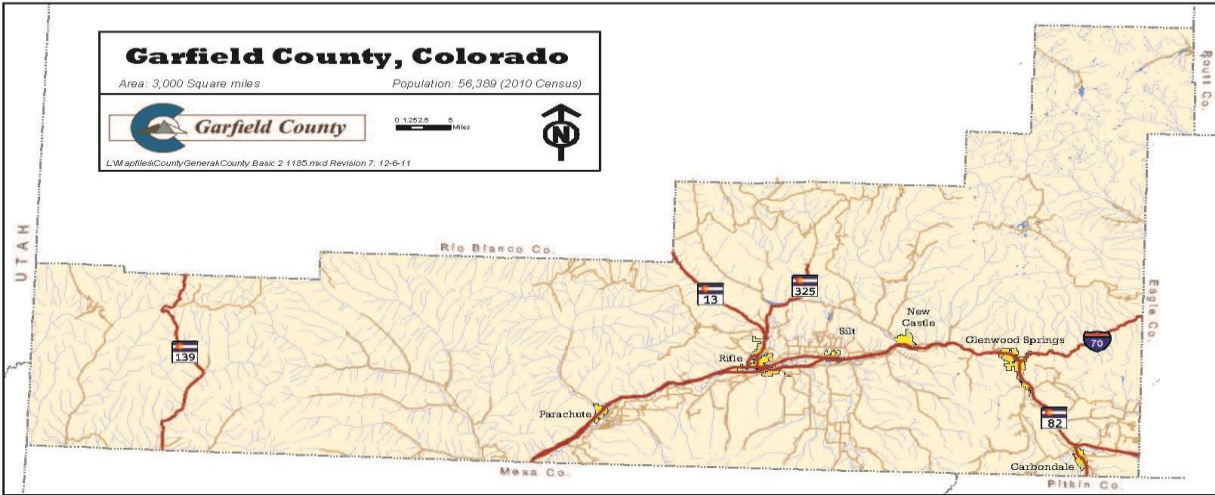 Garfield County, Colorado
Area: 3,000 Square miles Population: 56,389 (2010 Census)
Garfield County
0 1.25 2.5 5
Miles
N
L:\Mapfiles\CountyGeneral\County Basic 2 1185.mxd Revision 7: 12-6-11
Routt Co.
UTAH
Rio Blanco Co.
Eagle Co.
13
325
New
Castle
Silt
Glenwood Springs
70
139
Rifle
Parachute
82
Carbondale
Mesa Co.
Pitkin Co.